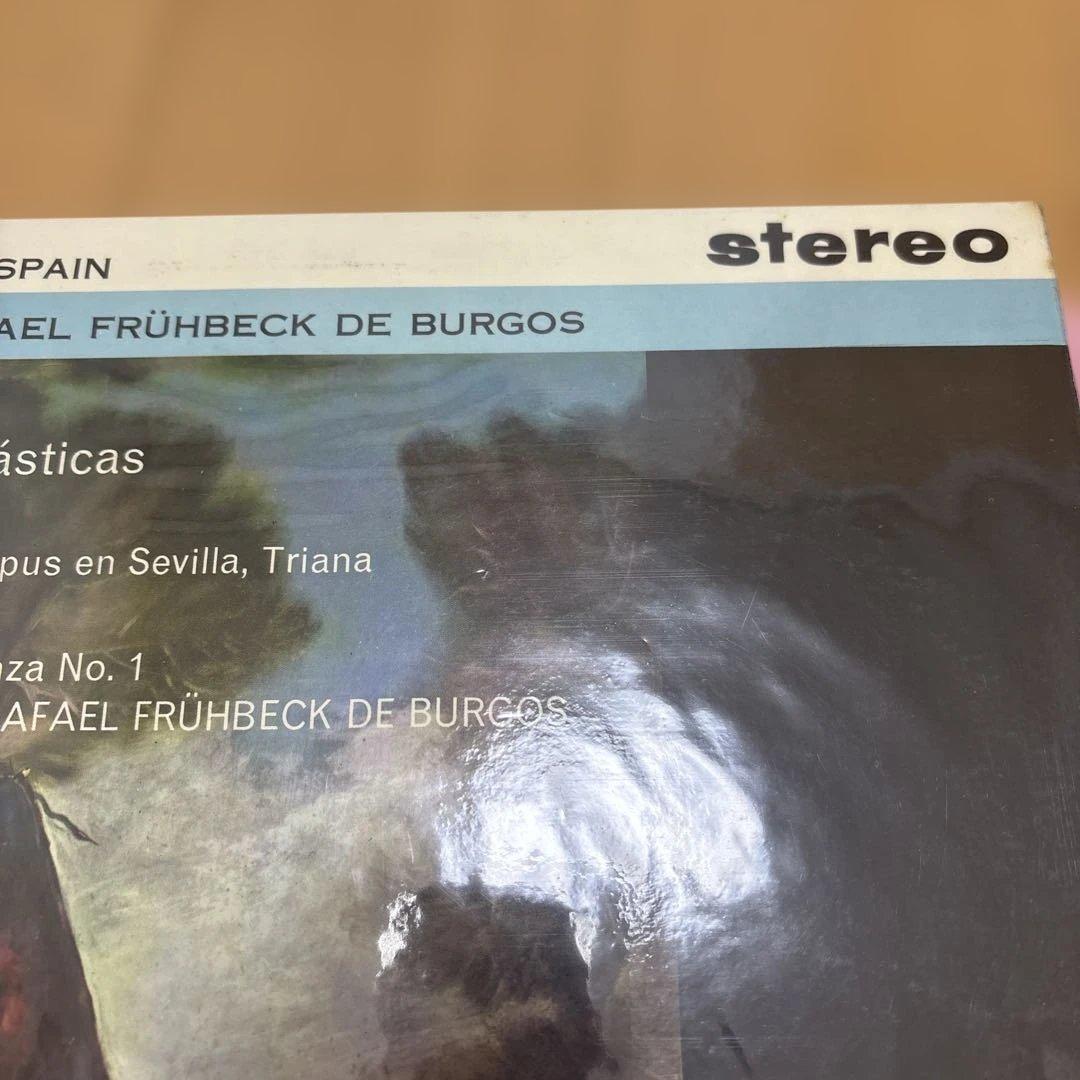 SPAIN
stereo
AEL FRÜHBECK DE BURGOS
ásticas
pus en Sevilla, Triana
nza No. 1
AFAEL FRÜHBECK DE BURGOS